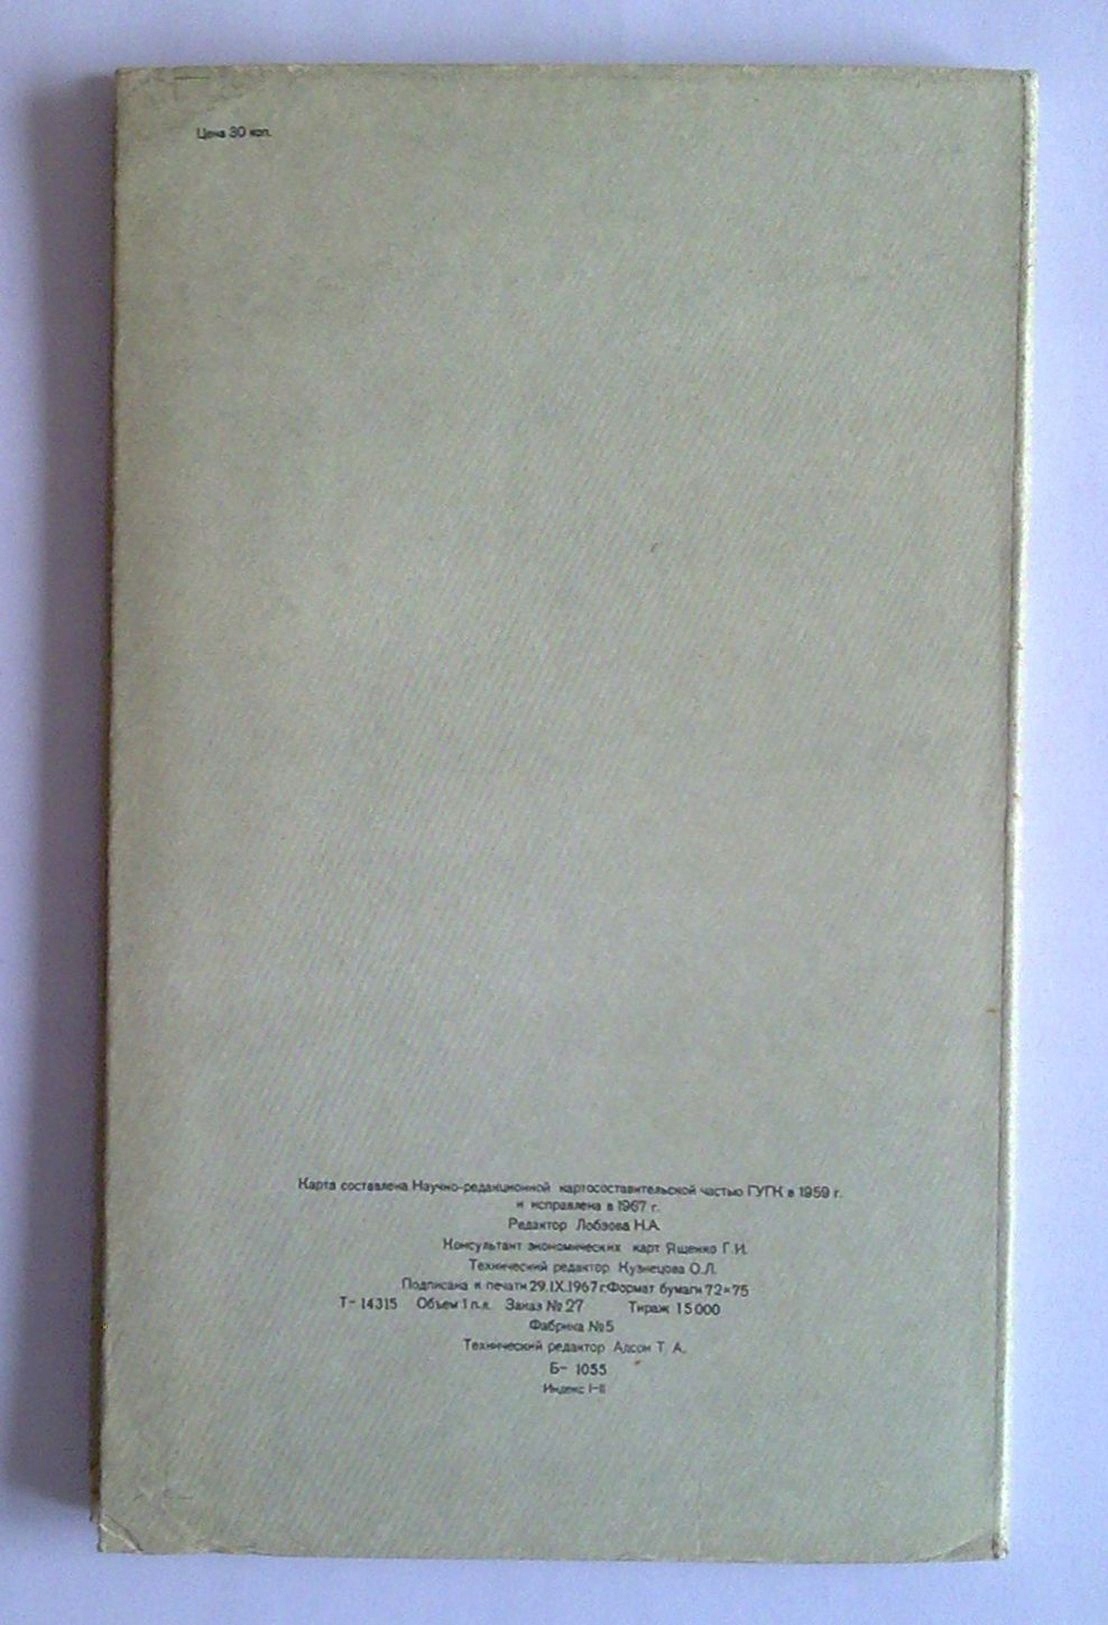 Цена 30 коп.
Карта составлена Научно-редакционной картосоставительской частью ГУГК в 1959 г.
и исправлена в 1967 г.
Редактор Лобзова Н.А.
Консультант экономических карт Ященко Г.И.
Технический редактор Кузнецова О.Л.
Подписана к печати 29.IX.1967 г. Формат бумаги 72×75
Т-14315 Объем 1 п.л. Заказ № 27 Тираж 15000
Фабрика №5
Технический редактор Адсон Т. А.
Б- 1055
Индекс I-II